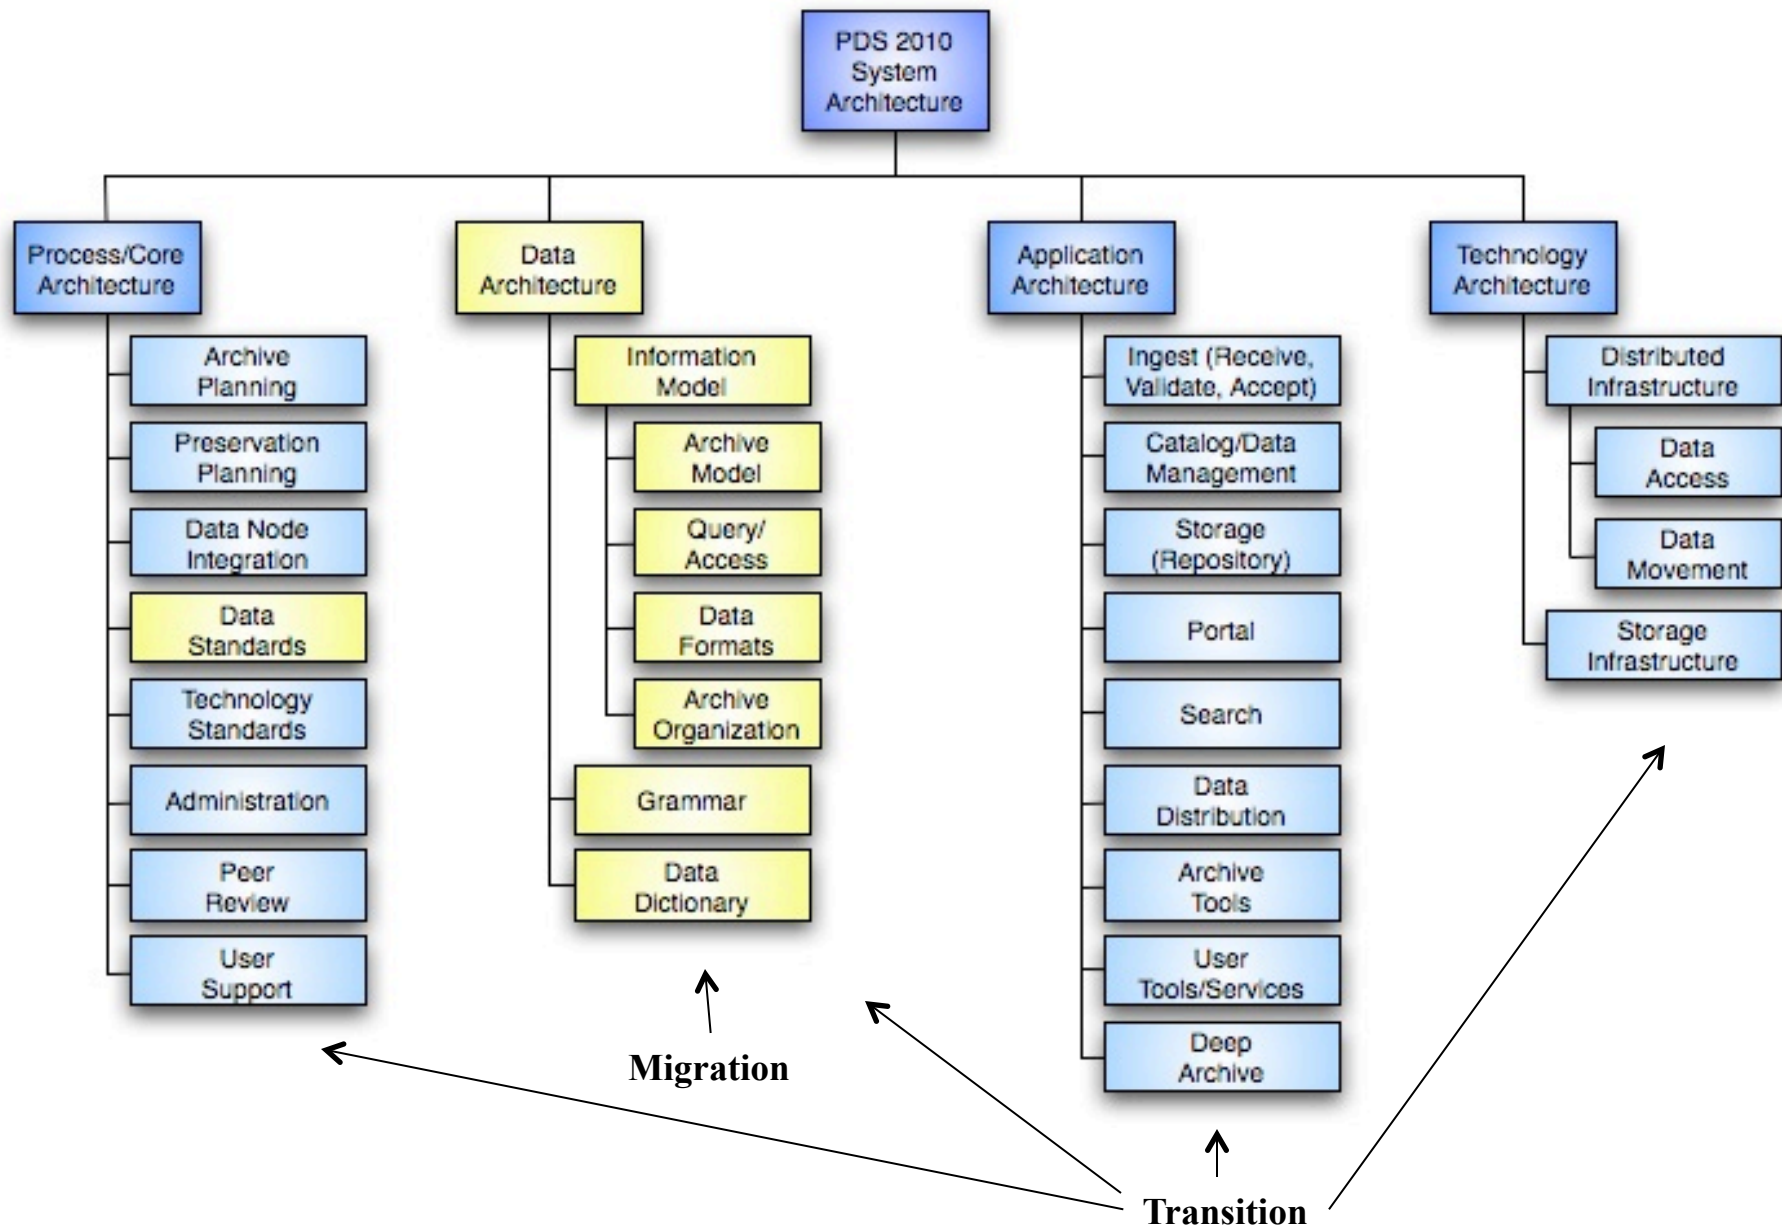 PDS 2010
System
Architecture
Process/Core
Architecture
Archive
Planning
Preservation
Planning
Data Node
Integration
Data
Standards
Technology
Standards
Administration
Peer
Review
User
Support
Data
Architecture
Information
Model
Archive
Model
Query/
Access
Data
Formats
Archive
Organization
Grammar
Data
Dictionary
Application
Architecture
Ingest (Receive,
Validate, Accept)
Catalog/Data
Management
Storage
(Repository)
Portal
Search
Data
Distribution
Archive
Tools
User
Tools/Services
Deep
Archive
Technology
Architecture
Distributed
Infrastructure
Data
Access
Data
Movement
Storage
Infrastructure
Migration
Transition